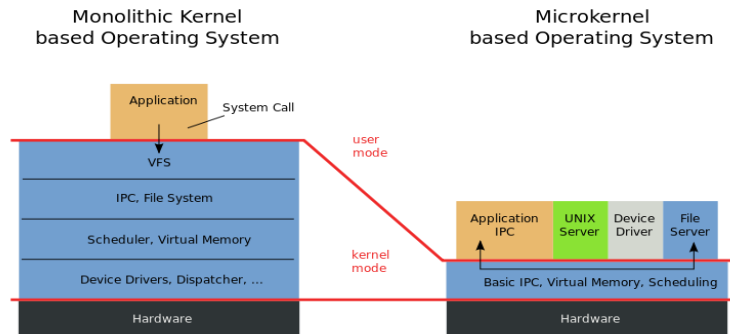 Monolithic Kernel
based Operating System
Microkernel
based Operating System
Application
System Call
user
mode
VFS
IPC, File System
Scheduler, Virtual Memory
kernel
mode
Device Drivers, Dispatcher, ...
Hardware
Application
IPC
UNIX
Server
Device
Driver
File
Server
Basic IPC, Virtual Memory, Scheduling
Hardware